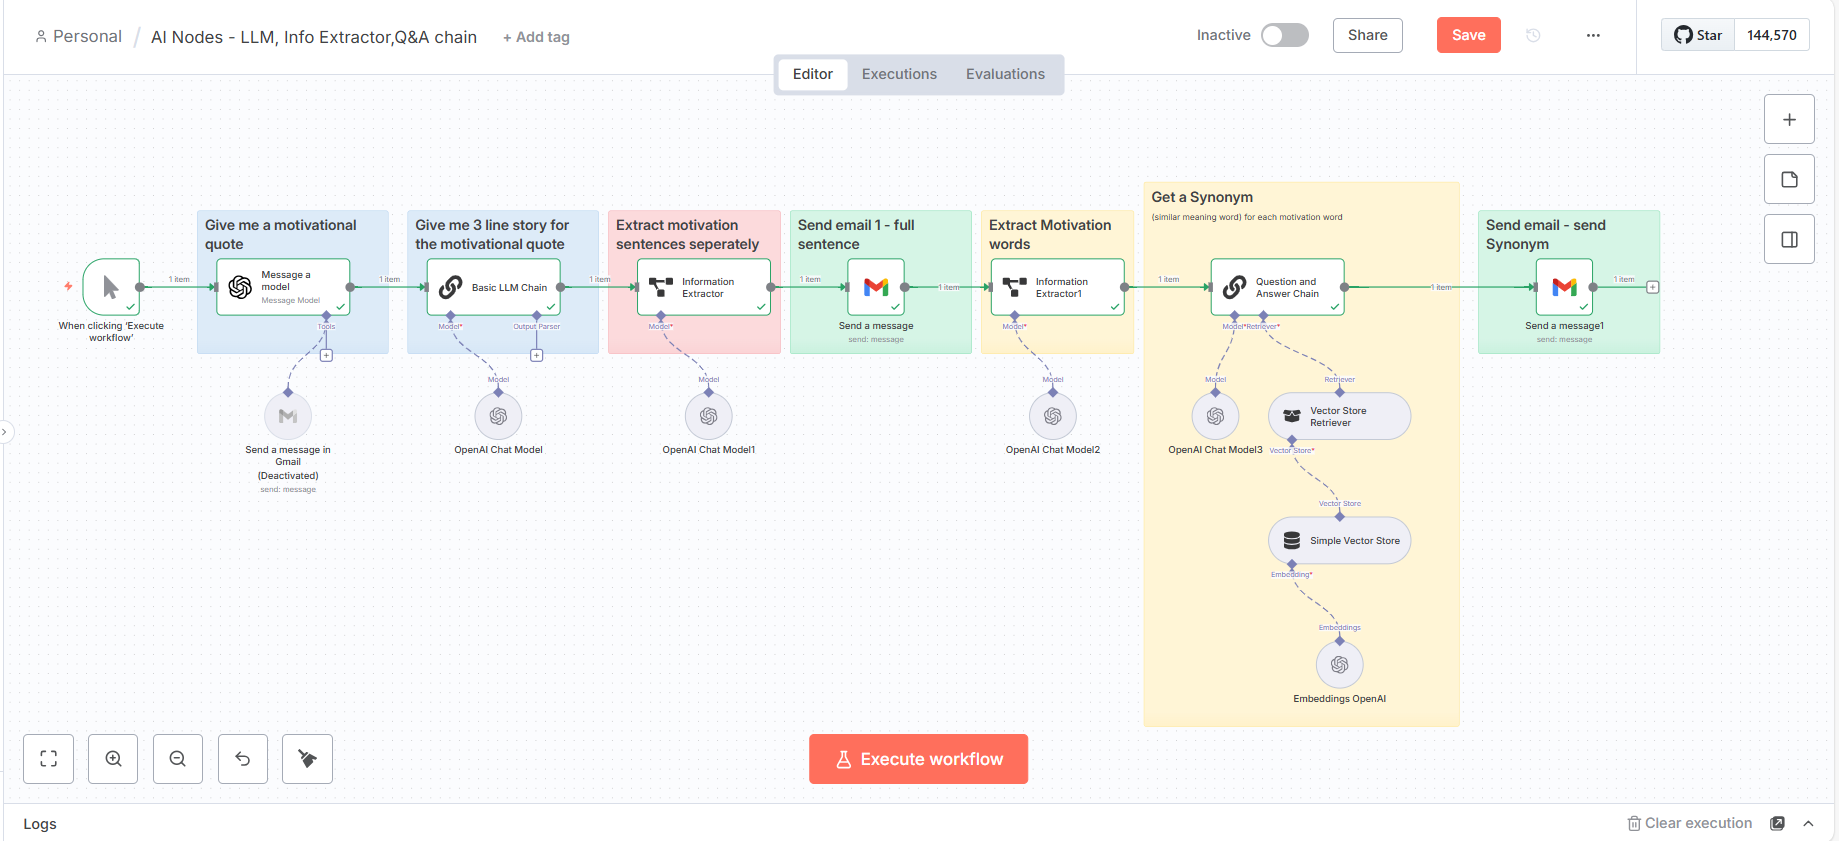 Personal / AI Nodes - LLM, Info Extractor,Q&A chain + Add tag
Inactive
Share
Save
Star 144,570
Editor Executions Evaluations
Give me a motivational
quote
Give me 3 line story for
the motivational quote
Extract motivation
sentences seperately
Send email 1 - full
sentence
Extract Motivation
words
Get a Synonym
(similar meaning word) for each motivation word
Send email - send
Synonym
When clicking ‘Execute
workflow’
1 item
Message a
model
Message Model
Tools
1 item
Basic LLM Chain
Model*
Output Parser
1 item
Information
Extractor
Model*
1 item
Send a message
send: message
1 item
Information
Extractor1
Model*
1 item
Question and
Answer Chain
Model*
Retriever*
1 item
Send a message1
send: message
1 item
Send a message in
Gmail
(Deactivated)
send: message
Model
OpenAI Chat Model
Model
OpenAI Chat Model1
Model
OpenAI Chat Model2
Model
OpenAI Chat Model3
Retriever
Vector Store
Retriever
Vector Store*
Vector Store
Simple Vector Store
Embedding*
Embeddings
Embeddings OpenAI
Execute workflow
Logs
Clear execution